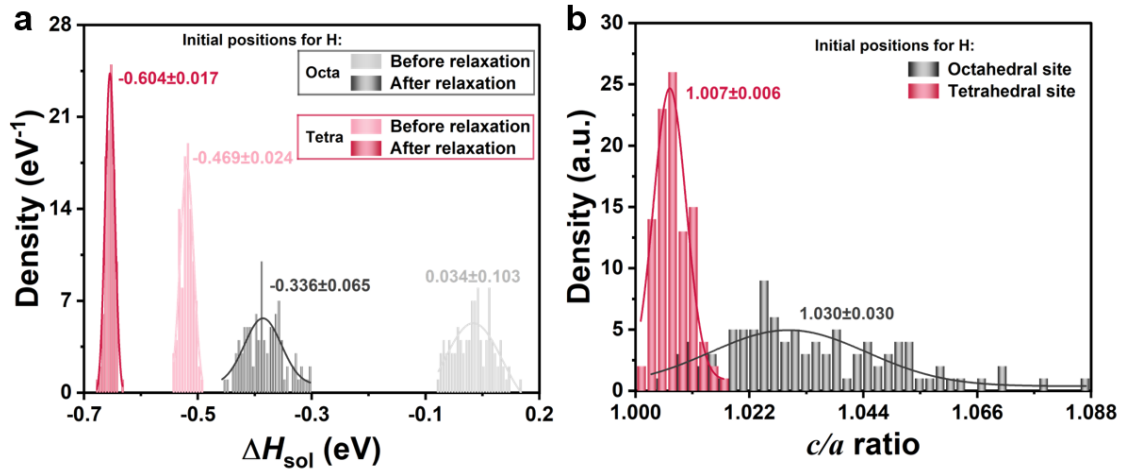 a
Initial positions for H:
Octa
Before relaxation
After relaxation
Tetra
Before relaxation
After relaxation
-0.604±0.017
-0.469±0.024
-0.336±0.065
0.034±0.103
Density (eV-1)
28
21
14
7
0
-0.7
-0.5
-0.3
-0.1
0.2
ΔHsol (eV)
b
Initial positions for H:
Octahedral site
Tetrahedral site
1.007±0.006
1.030±0.030
Density (a.u.)
30
25
20
15
10
5
0
1.000
1.022
1.044
1.066
1.088
c/a ratio